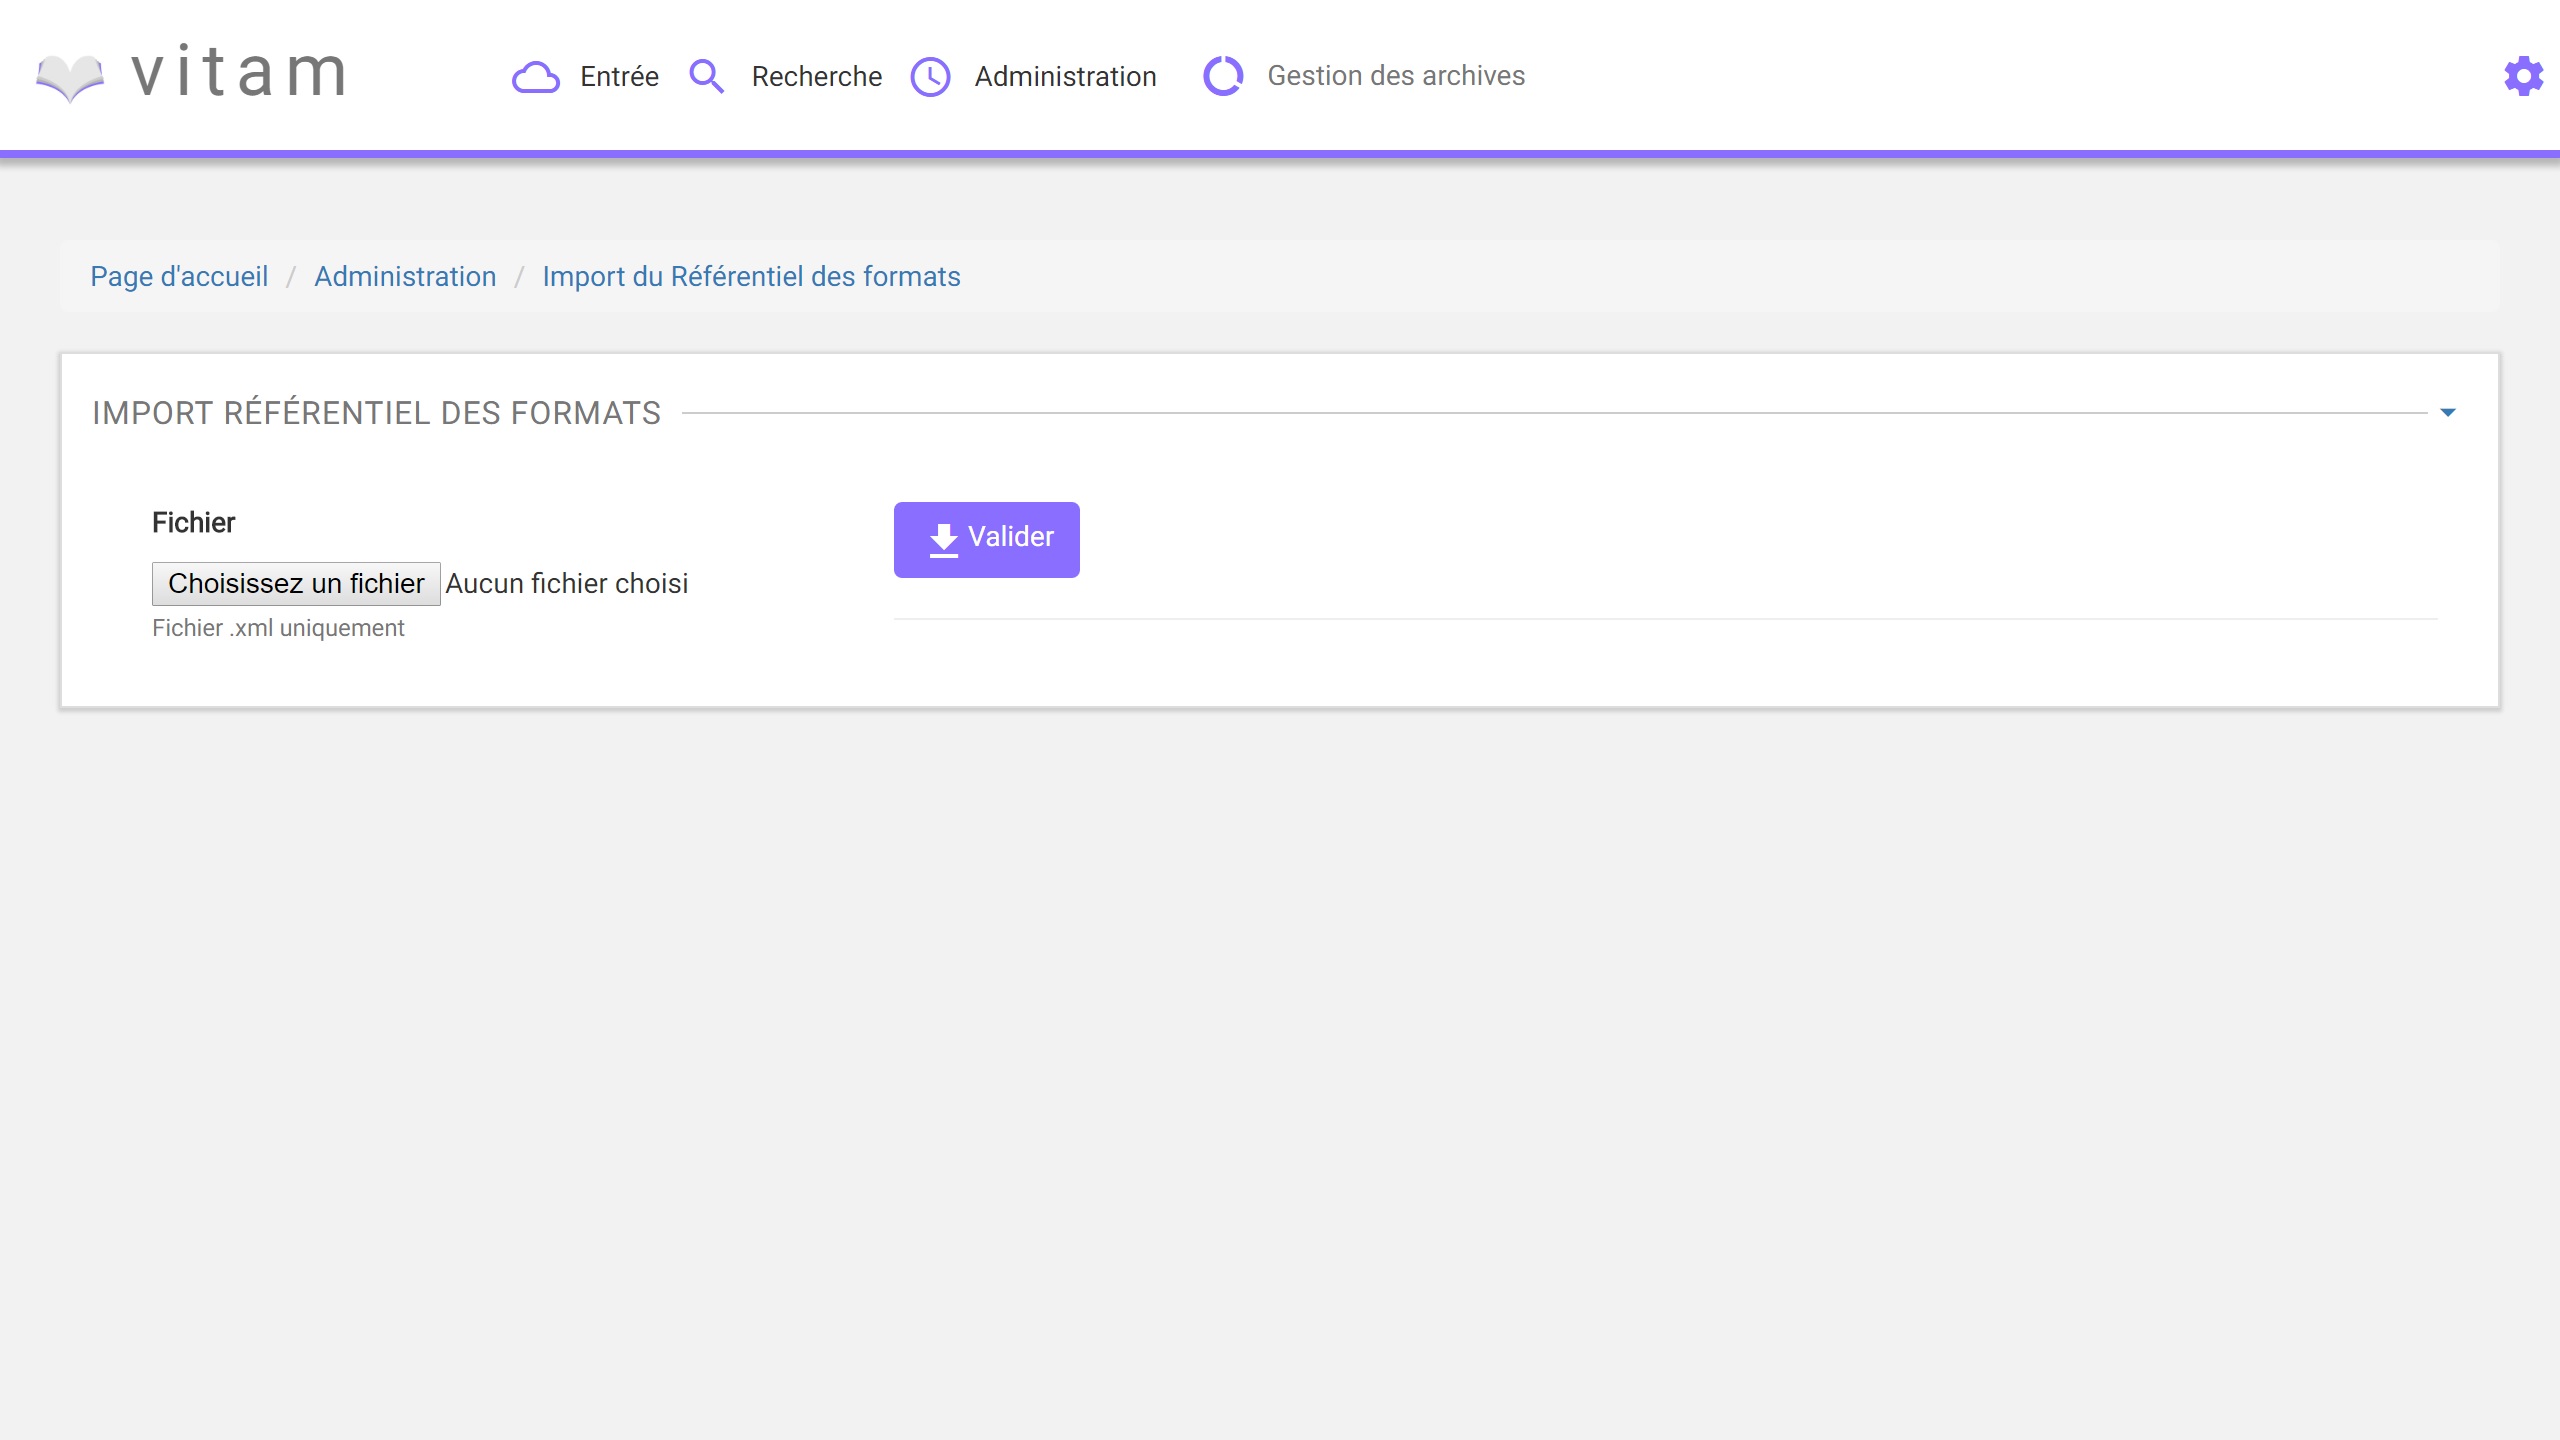 vitam
Entrée Recherche Administration Gestion des archives
Page d'accueil / Administration / Import du Référentiel des formats
IMPORT RÉFÉRENTIEL DES FORMATS
Fichier
Valider
Choisissez un fichier Aucun fichier choisi
Fichier .xml uniquement